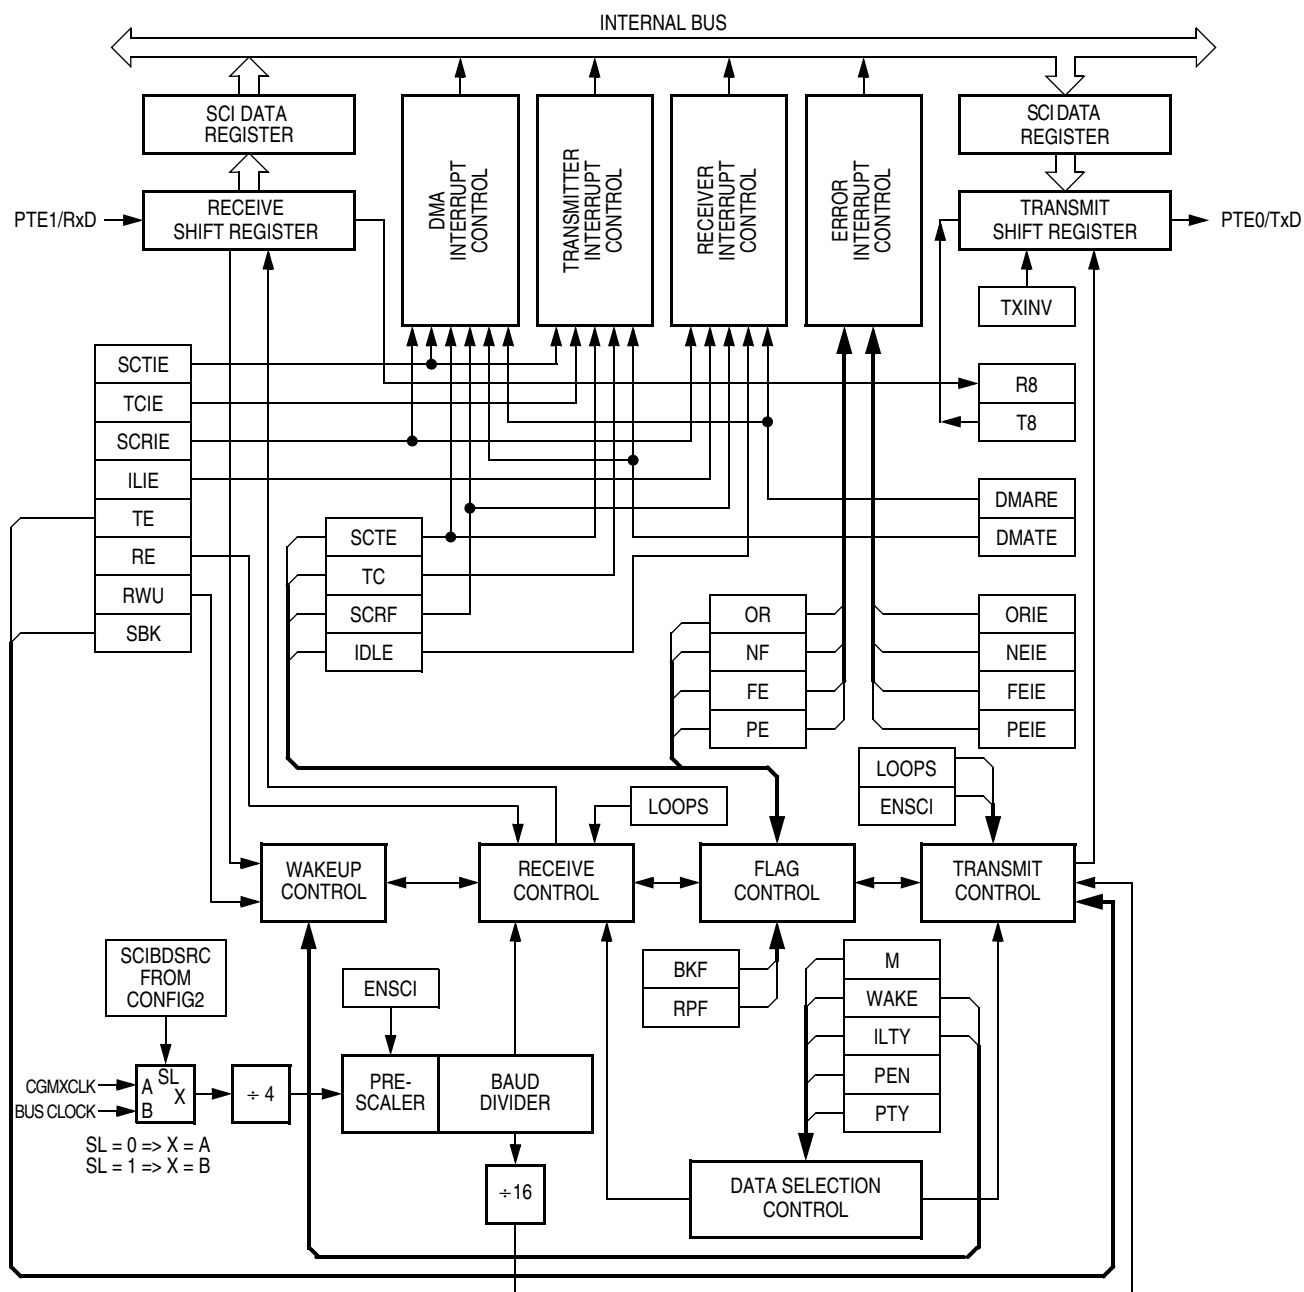 INTERNAL BUS
SCI DATA
REGISTER
DMA
INTERRUPT
CONTROL
TRANSMITTER
INTERRUPT
CONTROL
RECEIVER
INTERRUPT
CONTROL
ERROR
INTERRUPT
CONTROL
SCI DATA
REGISTER
PTE1/RxD
RECEIVE
SHIFT REGISTER
TRANSMIT
SHIFT REGISTER
PTE0/TxD
TXINV
SCTIE
TCIE
SCRIE
ILIE
TE
RE
RWU
SBK
R8
T8
DMARE
DMATE
SCTE
TC
SCRF
IDLE
OR
NF
FE
PE
ORIE
NEIE
FEIE
PEIE
LOOPS
ENSCI
LOOPS
WAKEUP
CONTROL
RECEIVE
CONTROL
FLAG
CONTROL
TRANSMIT
CONTROL
SCIBDSRC
FROM
CONFIG2
ENSCI
BKF
RPF
M
WAKE
ILTY
PEN
PTY
CGMXCLK
BUS CLOCK
A
SL
X
B
÷ 4
PRE-
SCALER
BAUD
DIVIDER
SL = 0 => X = A
SL = 1 => X = B
÷16
DATA SELECTION
CONTROL